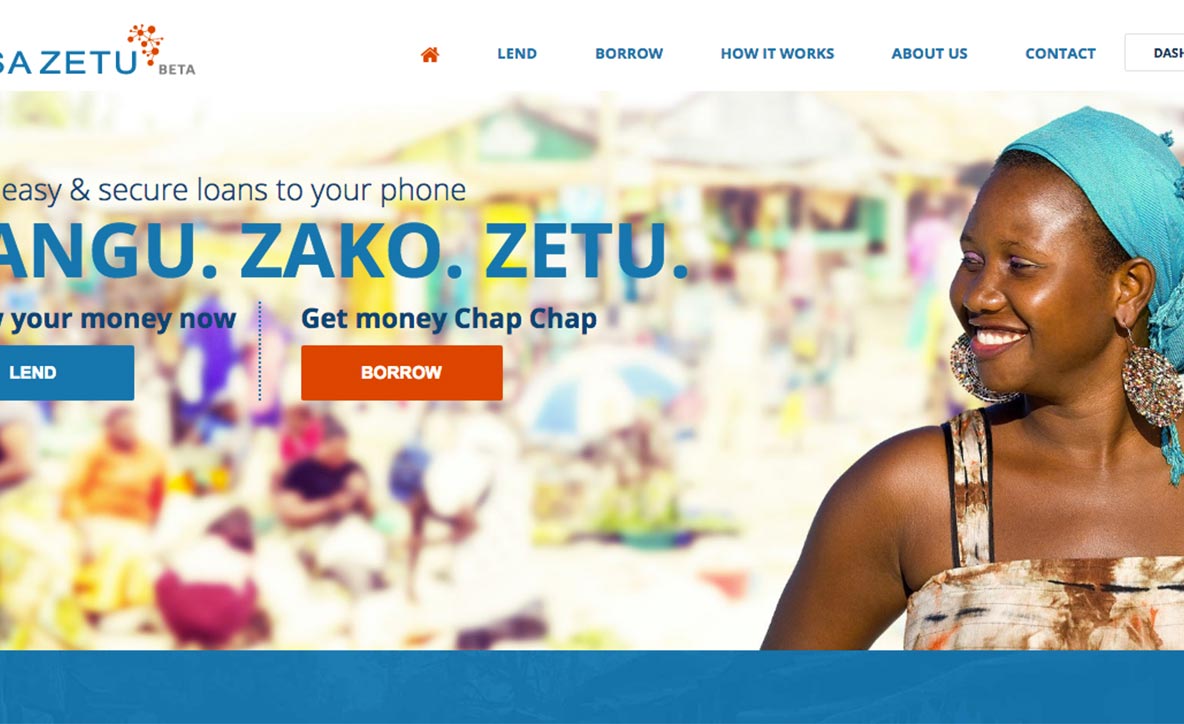 SA ZETU
BETA
LEND
BORROW
HOW IT WORKS
ABOUT US
CONTACT
DASH
easy & secure loans to your phone
ANGU. ZAKO. ZETU.
your money now
Get money Chap Chap
LEND
BORROW